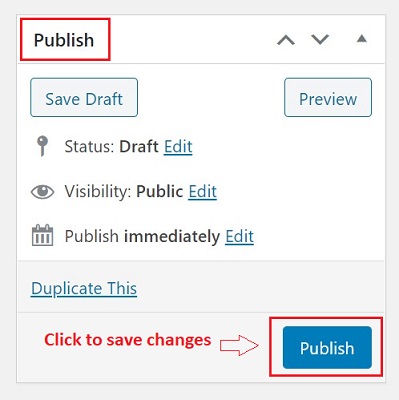 Publish
Save Draft Preview
Status: Draft Edit
Visibility: Public Edit
Publish immediately Edit
Duplicate This
Click to save changes Publish